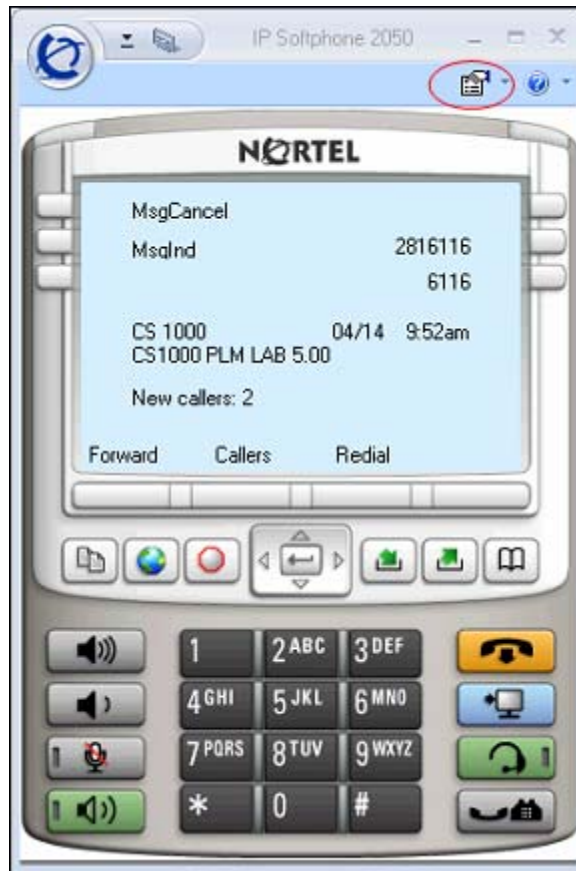 IP Softphone 2050
NORTEL
MsgCancel
MsgInd 2816116
6116
CS 1000 04/14 9:52am
CS1000 PLM LAB 5.00
New callers: 2
Forward Callers Redial
1 2 ABC 3 DEF
4 GHI 5 JKL 6 MNO
7 PQRS 8 TUV 9 WXYZ
* 0 #